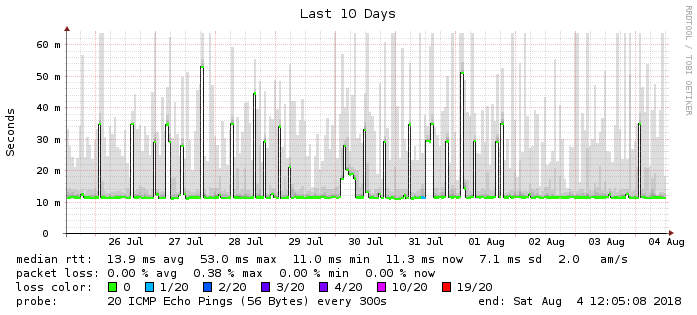 Last 10 Days
RRDTOOL / TOBI OETIKER
Seconds
60 m
50 m
40 m
30 m
20 m
10 m
0
26 Jul 27 Jul 28 Jul 29 Jul 30 Jul 31 Jul 01 Aug 02 Aug 03 Aug 04 Aug
median rtt: 13.9 ms avg 53.0 ms max 11.0 ms min 11.3 ms now 7.1 ms sd 2.0 am/s
packet loss: 0.00 % avg 0.38 % max 0.00 % min 0.00 % now
loss color: 0 1/20 2/20 3/20 4/20 10/20 19/20
probe: 20 ICMP Echo Pings (56 Bytes) every 300s end: Sat Aug 4 12:05:08 2018